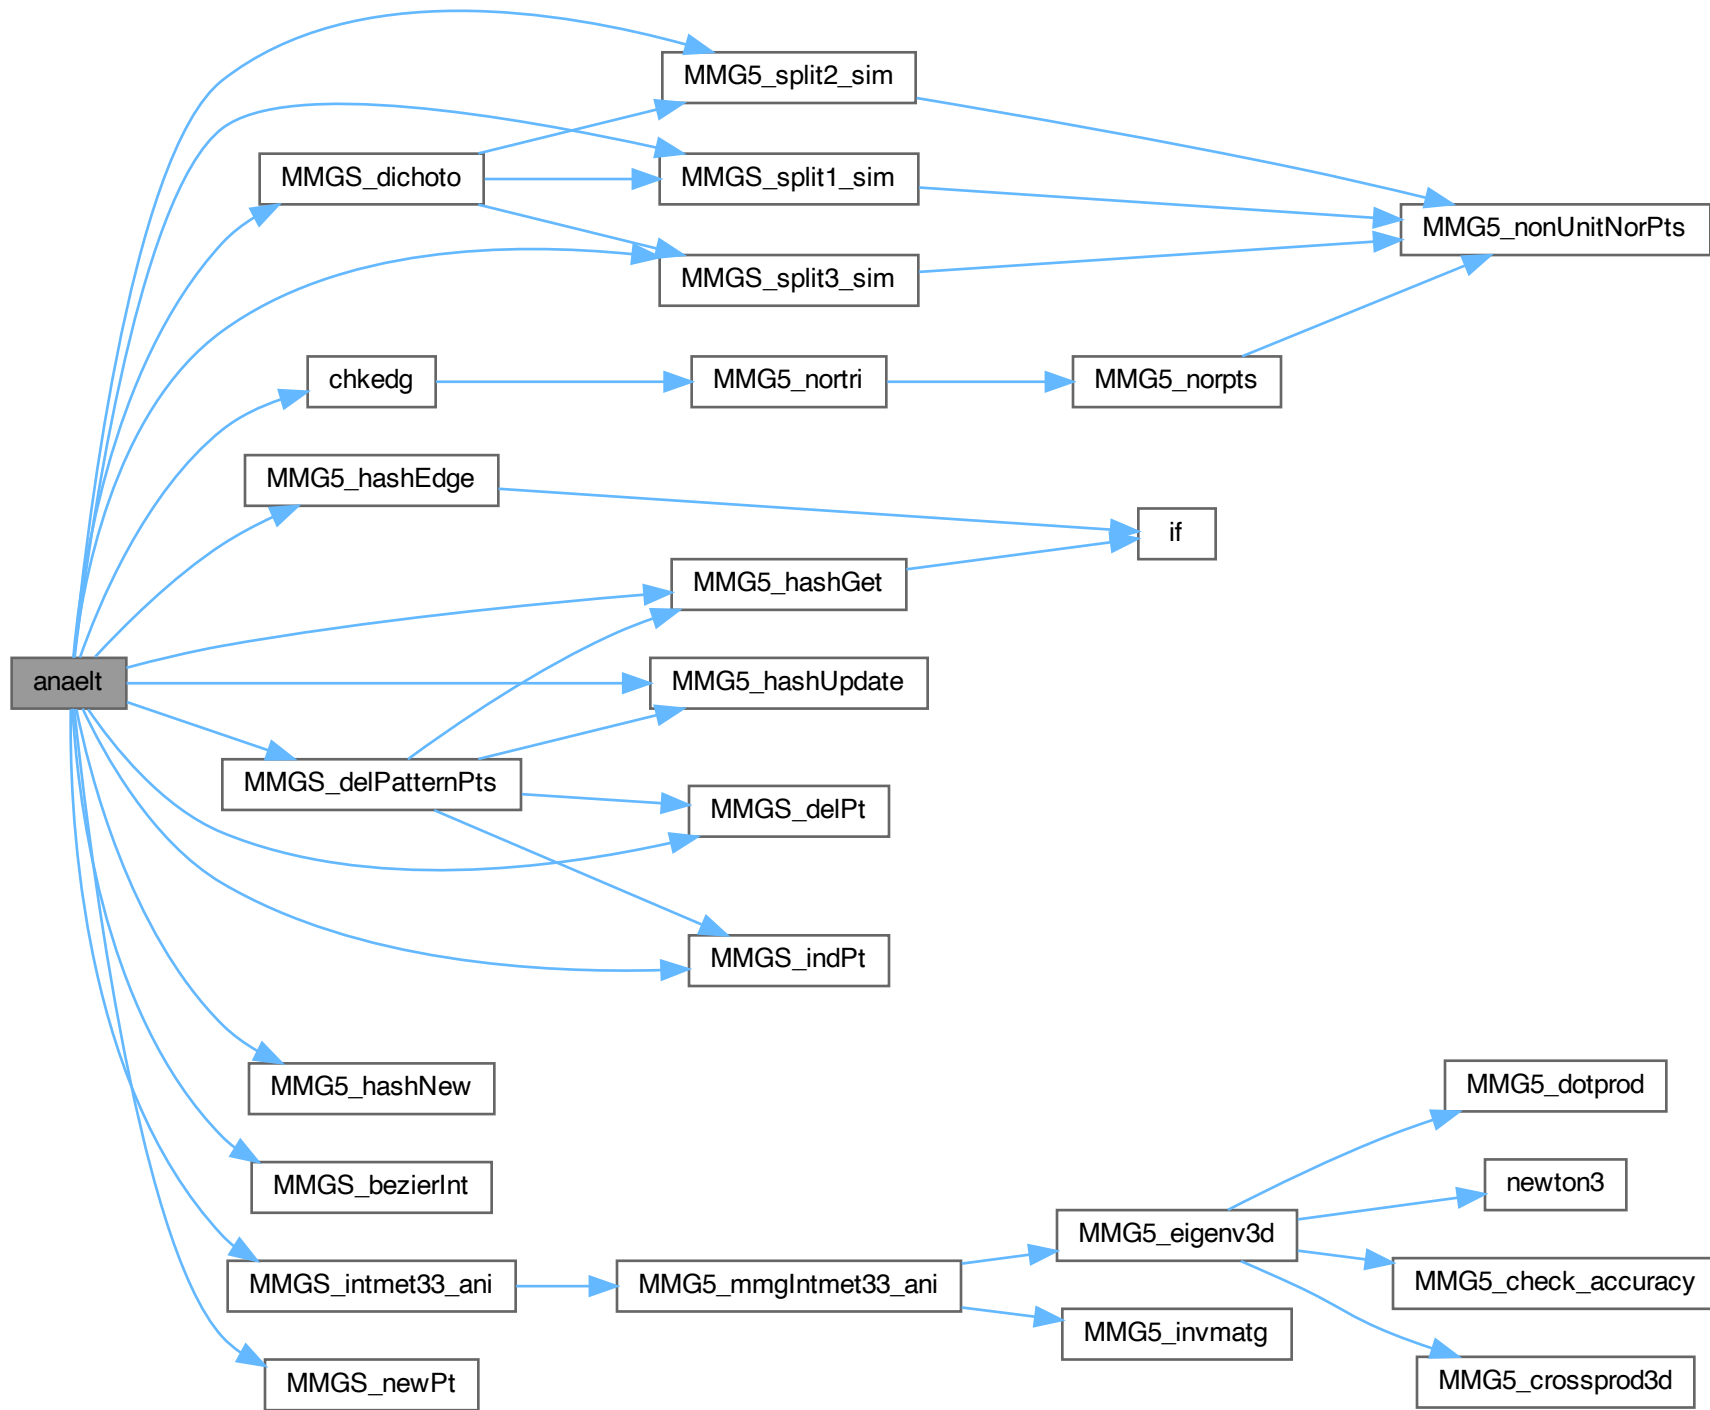 MMG5_split2_sim
MMGS_dichoto
MMGS_split1_sim
MMG5_nonUnitNorPts
MMGS_split3_sim
chkedg
MMG5_nortri
MMG5_norpts
MMG5_hashEdge
if
MMG5_hashGet
anaelt
MMG5_hashUpdate
MMGS_delPatternPts
MMGS_delPt
MMGS_indPt
MMG5_hashNew
MMG5_dotprod
MMGS_bezierInt
newton3
MMG5_eigenv3d
MMGS_intmet33_ani
MMG5_mmgIntmet33_ani
MMG5_check_accuracy
MMG5_invmatg
MMGS_newPt
MMG5_crossprod3d